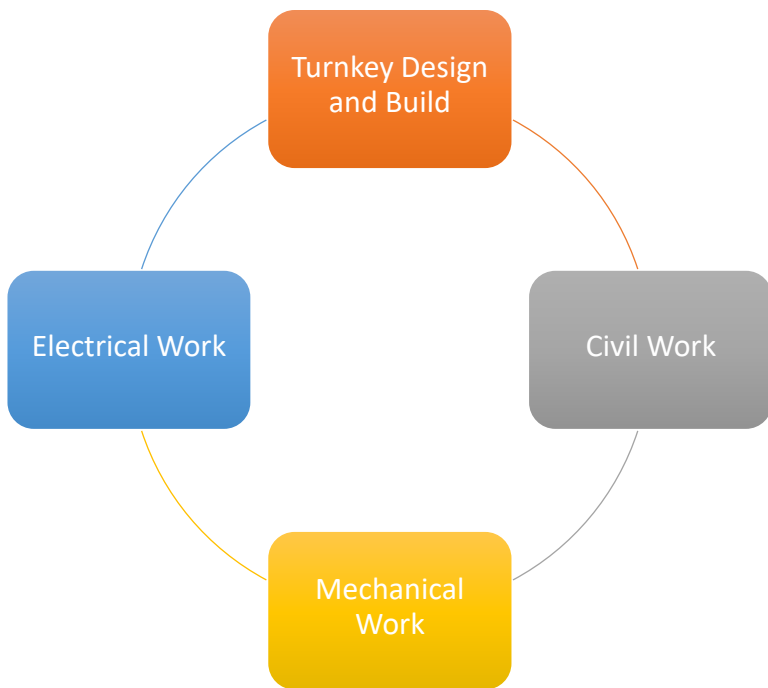 Turnkey Design
and Build
Electrical Work
Civil Work
Mechanical
Work